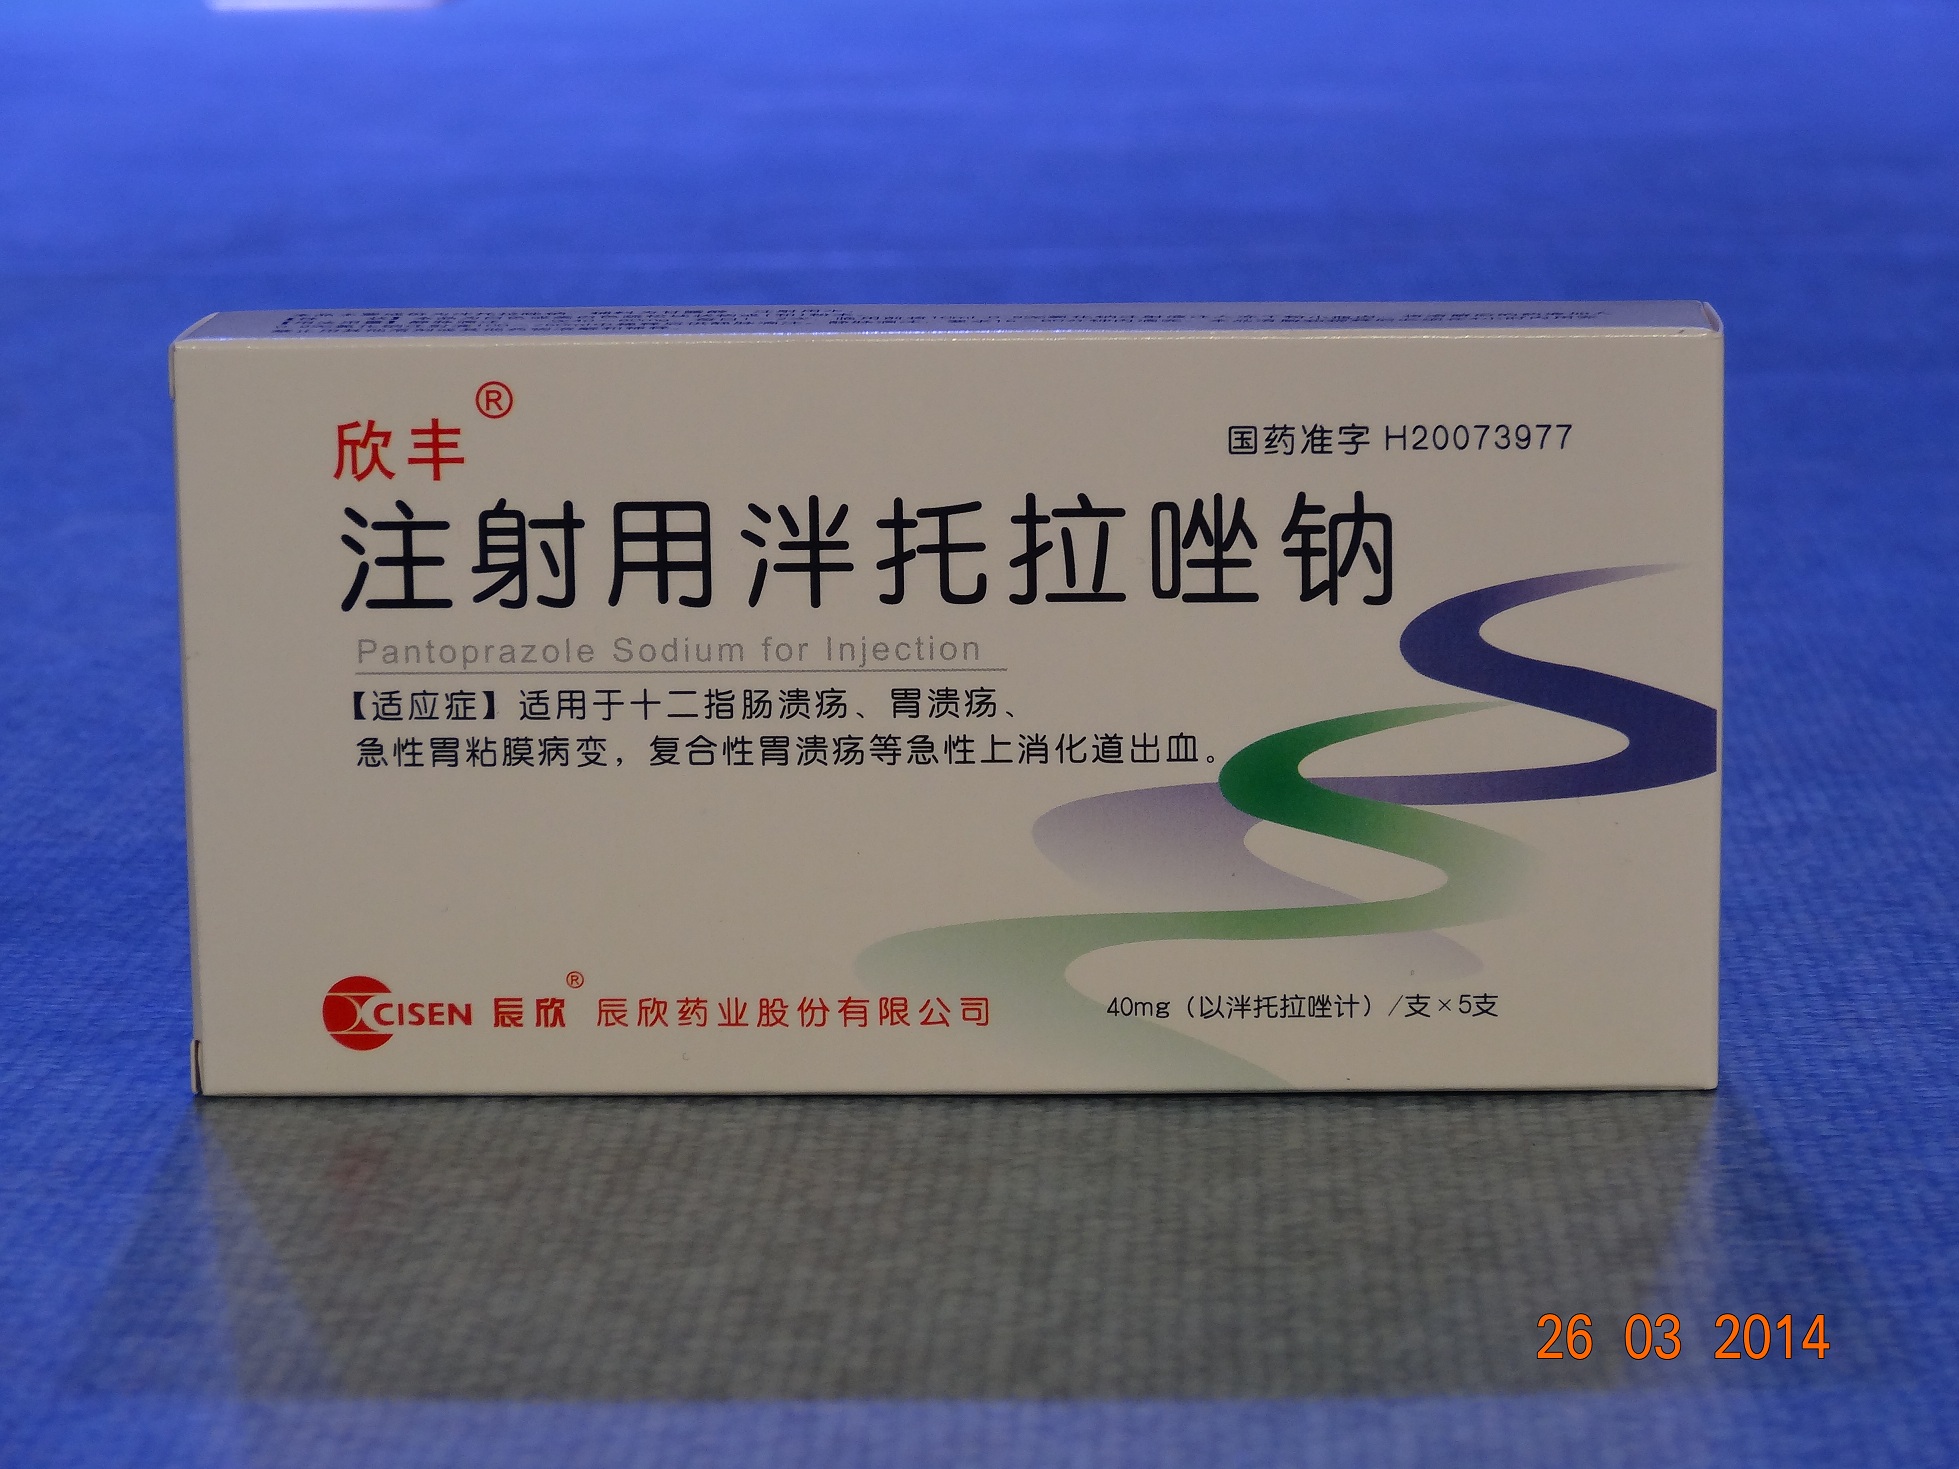 欣丰®
国药准字 H20073977
注射用泮托拉唑钠
Pantoprazole Sodium for Injection
【适应症】适用于十二指肠溃疡、胃溃疡、
急性胃粘膜病变，复合性胃溃疡等急性上消化道出血。
CISEN 辰欣® 辰欣药业股份有限公司
40mg（以泮托拉唑计）/支×5支
26 03 2014